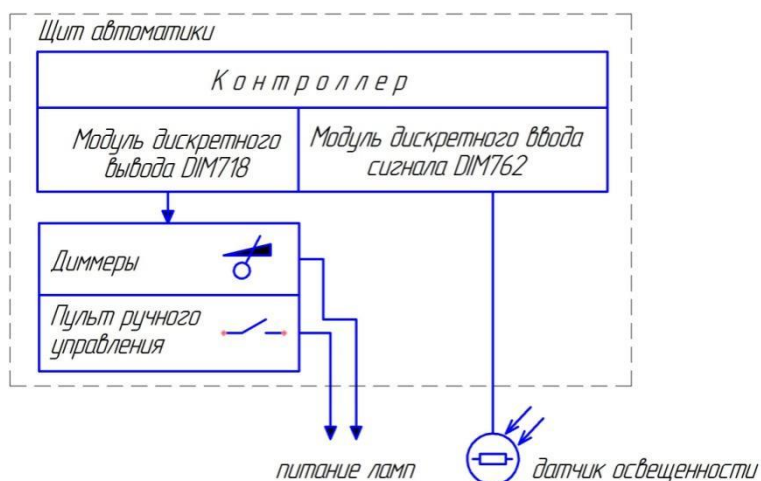 Щит автоматики
Контроллер
Модуль дискретного
вывода DIM718
Модуль дискретного ввода
сигнала DIM762
Диммеры
Пульт ручного
управления
питание ламп
датчик освещенности